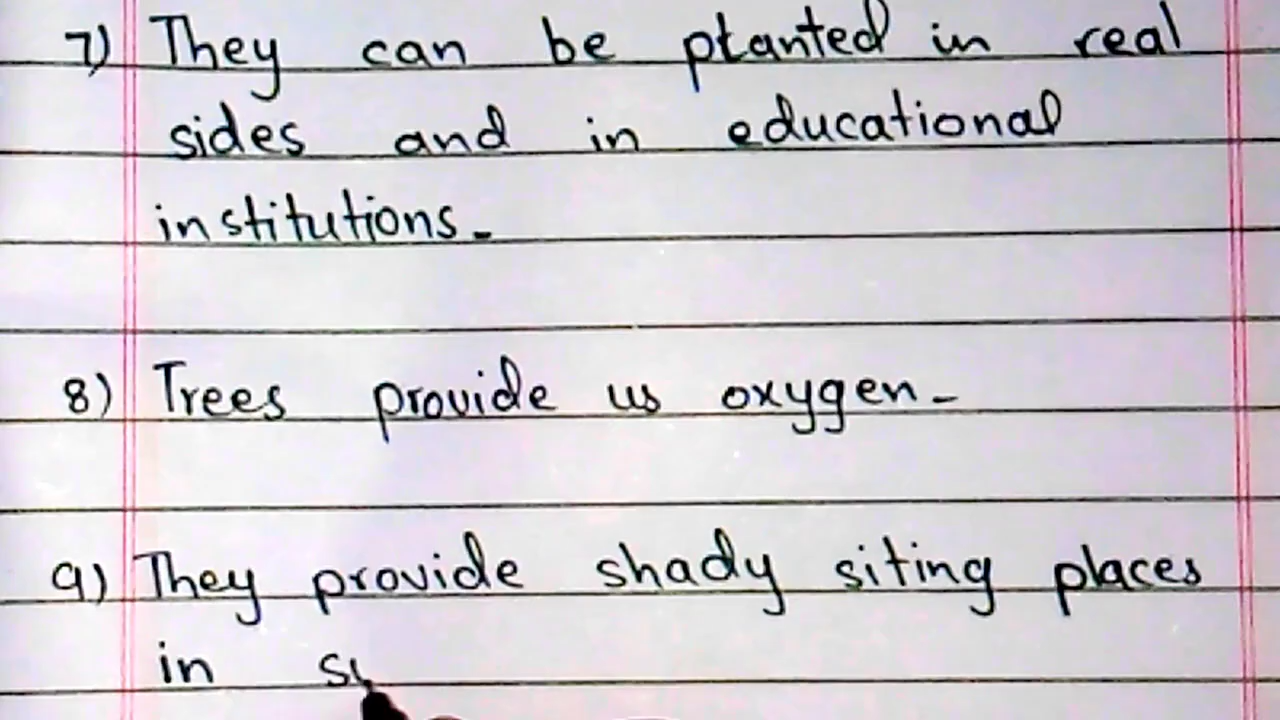 7) They can be planted in real
sides and in educational
institutions.
8) Trees provide us oxygen.
9) They provide shady siting places
in su